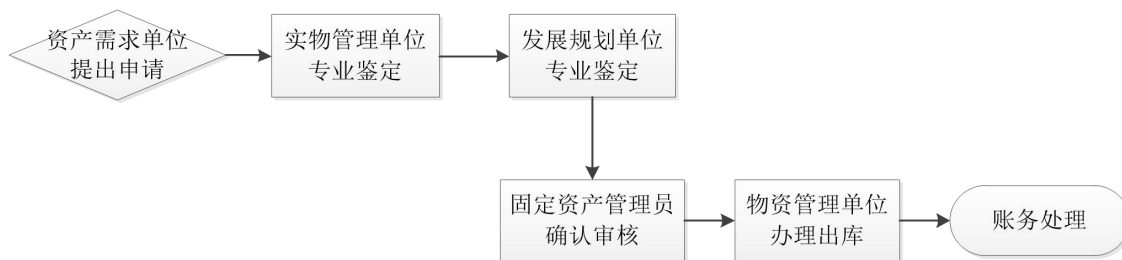 资产需求单位
提出申请
实物管理单位
专业鉴定
发展规划单位
专业鉴定
固定资产管理员
确认审核
物资管理单位
办理出库
账务处理